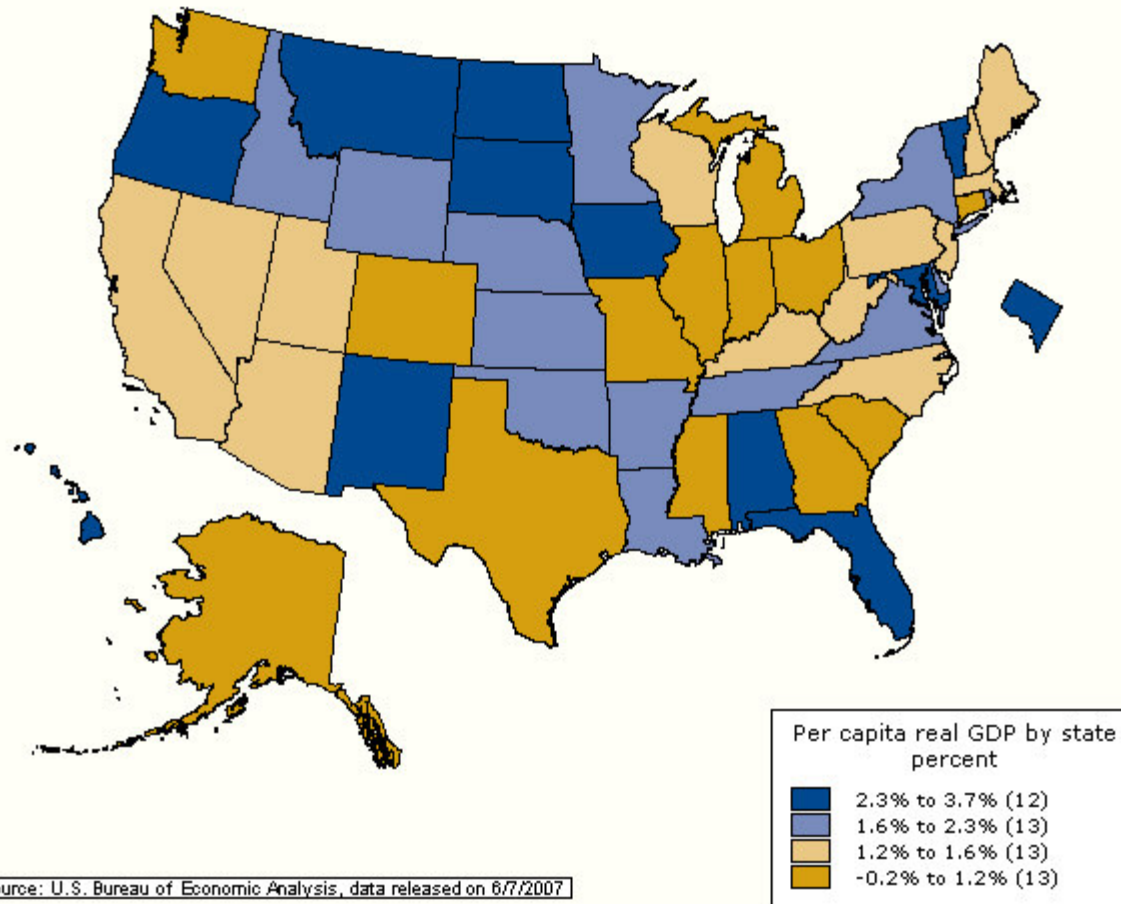 Per capita real GDP by state
percent
2.3% to 3.7% (12)
1.6% to 2.3% (13)
1.2% to 1.6% (13)
-0.2% to 1.2% (13)
urce: U.S. Bureau of Economic Analysis, data released on 6/7/2007